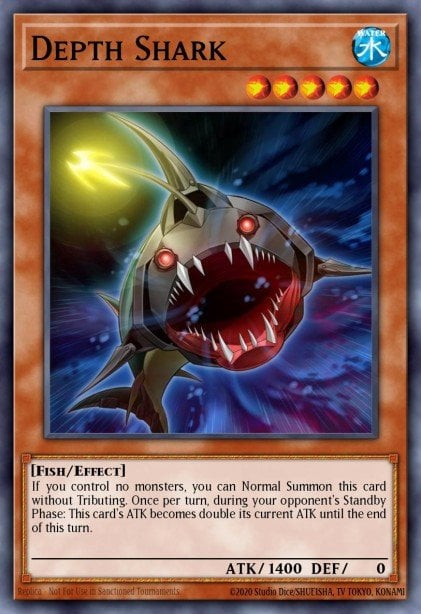 DEPTH SHARK
WATER
水
[FISH/EFFECT]
If you control no monsters, you can Normal Summon this card
without Tributing. Once per turn, during your opponent's Standby
Phase: This card's ATK becomes double its current ATK until the end
of this turn.
ATK/1400 DEF/ 0
Replica - Not For Use in Sanctioned Tournaments
©2020 Studio Dice/SHUEISHA, TV TOKYO, KONAMI